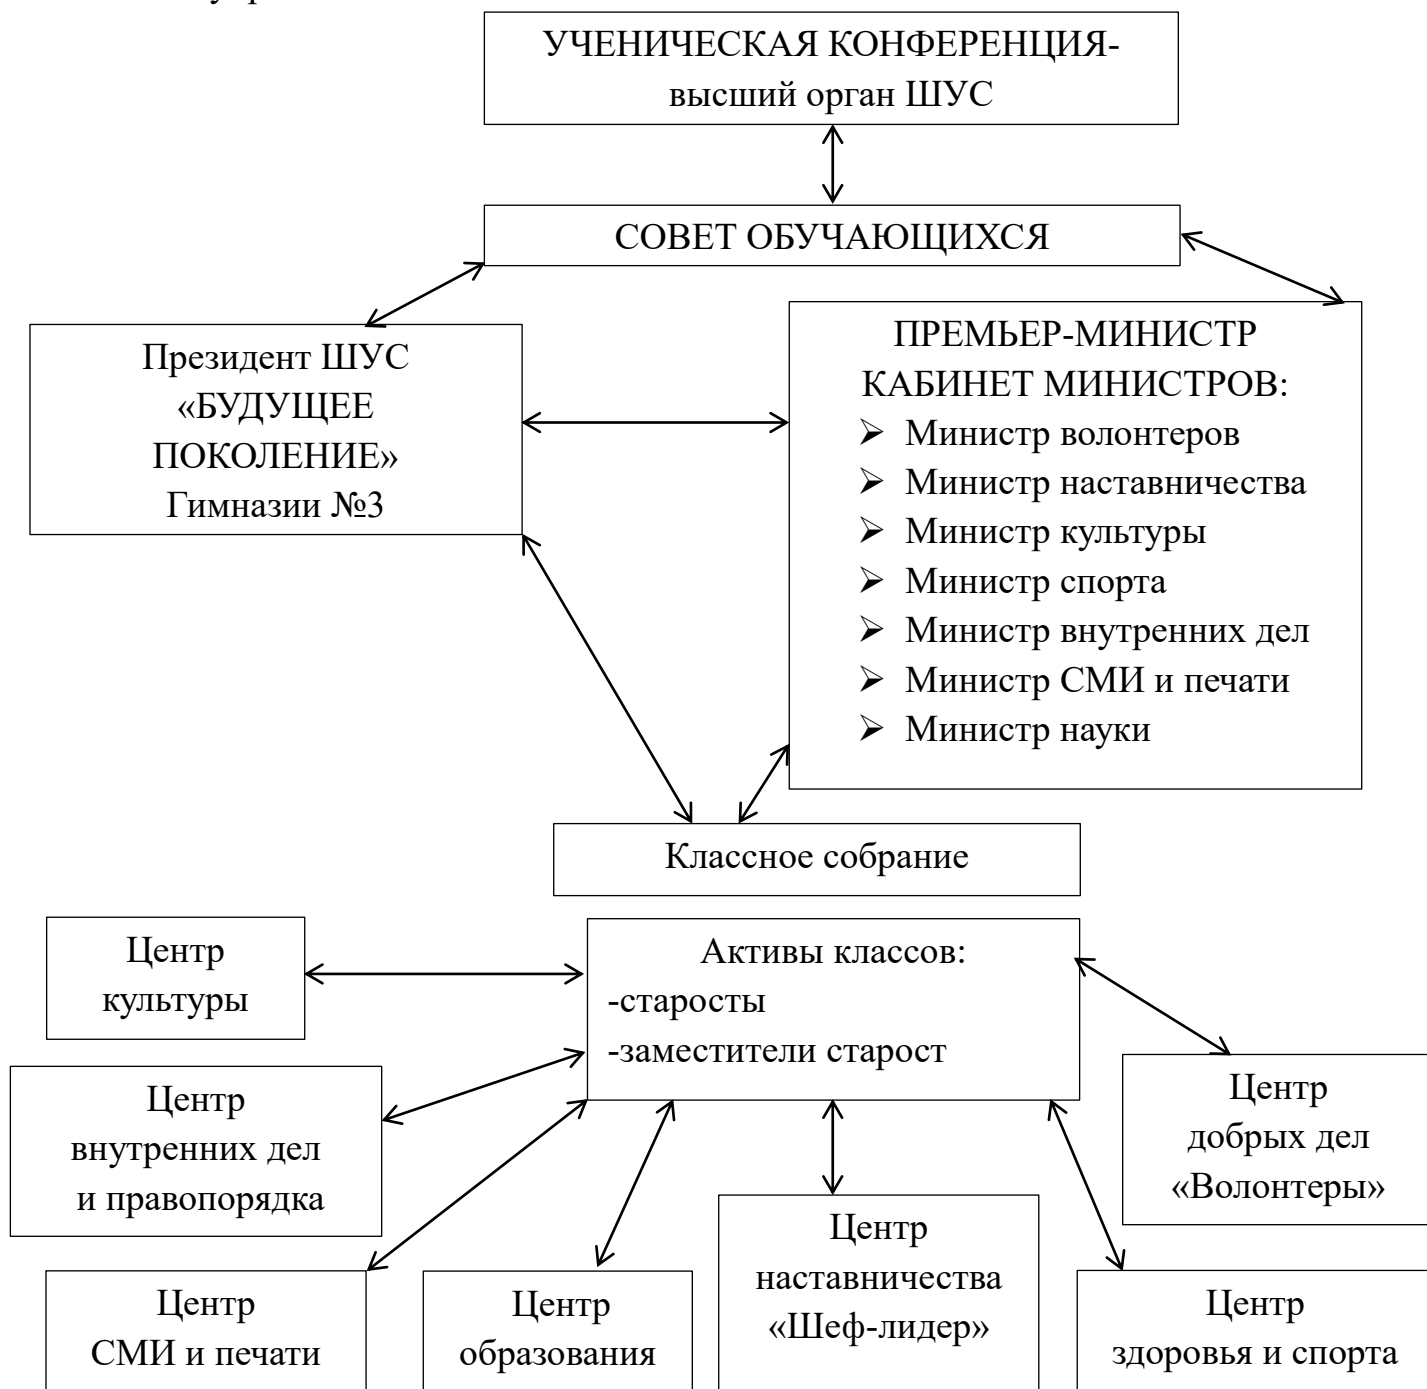 УЧЕНИЧЕСКАЯ КОНФЕРЕНЦИЯ-
высший орган ШУС
СОВЕТ ОБУЧАЮЩИХСЯ
Президент ШУС
«БУДУЩЕЕ
ПОКОЛЕНИЕ»
Гимназии №3
ПРЕМЬЕР-МИНИСТР
КАБИНЕТ МИНИСТРОВ:
➢ Министр волонтеров
➢ Министр наставничества
➢ Министр культуры
➢ Министр спорта
➢ Министр внутренних дел
➢ Министр СМИ и печати
➢ Министр науки
Классное собрание
Активы классов:
-старосты
-заместители старост
Центр
культуры
Центр
внутренних дел
и правопорядка
Центр
добрых дел
«Волонтеры»
Центр
СМИ и печати
Центр
образования
Центр
наставничества
«Шеф-лидер»
Центр
здоровья и спорта